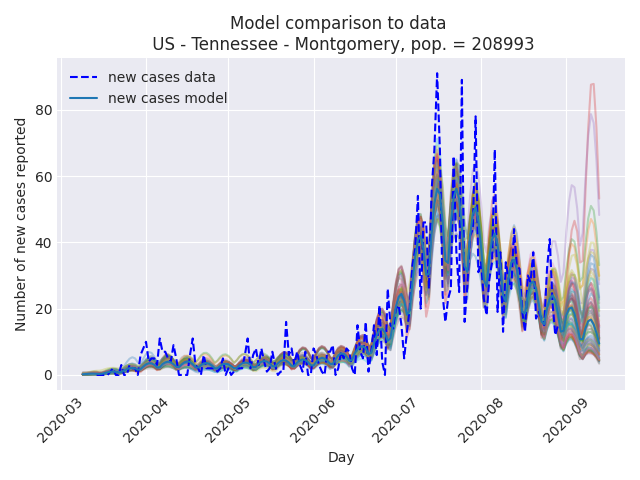 Model comparison to data
US - Tennessee - Montgomery, pop. = 208993
new cases data
new cases model
Number of new cases reported
80
60
40
20
0
2020-03
2020-04
2020-05
2020-06
2020-07
2020-08
2020-09
Day